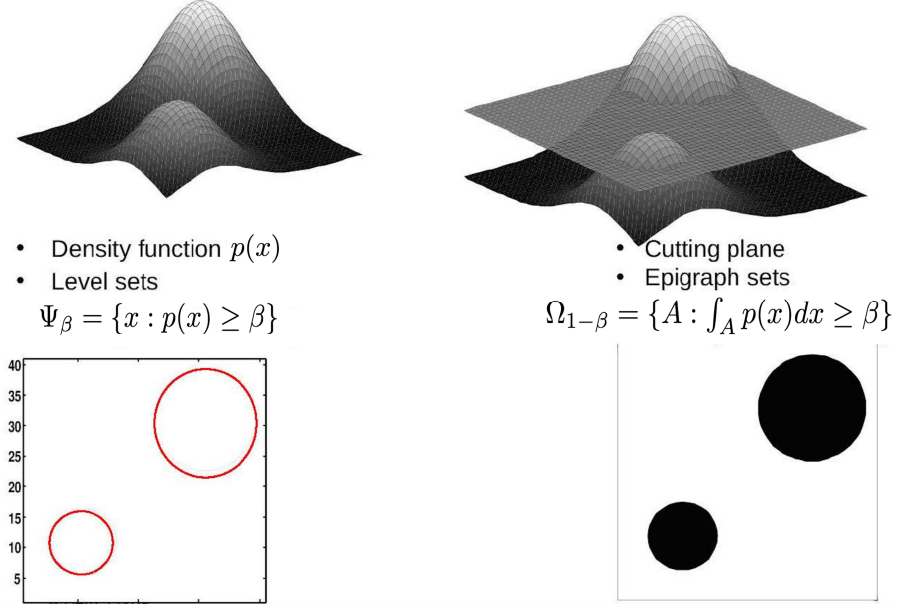 • Density function p(x)
• Level sets
Ψ_β = {x : p(x) ≥ β}
• Cutting plane
• Epigraph sets
Ω_{1−β} = {A : ∫_A p(x)dx ≥ β}
40
35
30
25
20
15
10
5